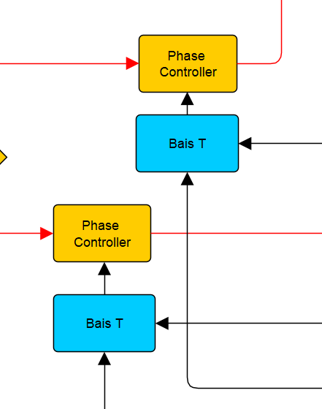 Phase
Controller
Bais T
Phase
Controller
Bais T